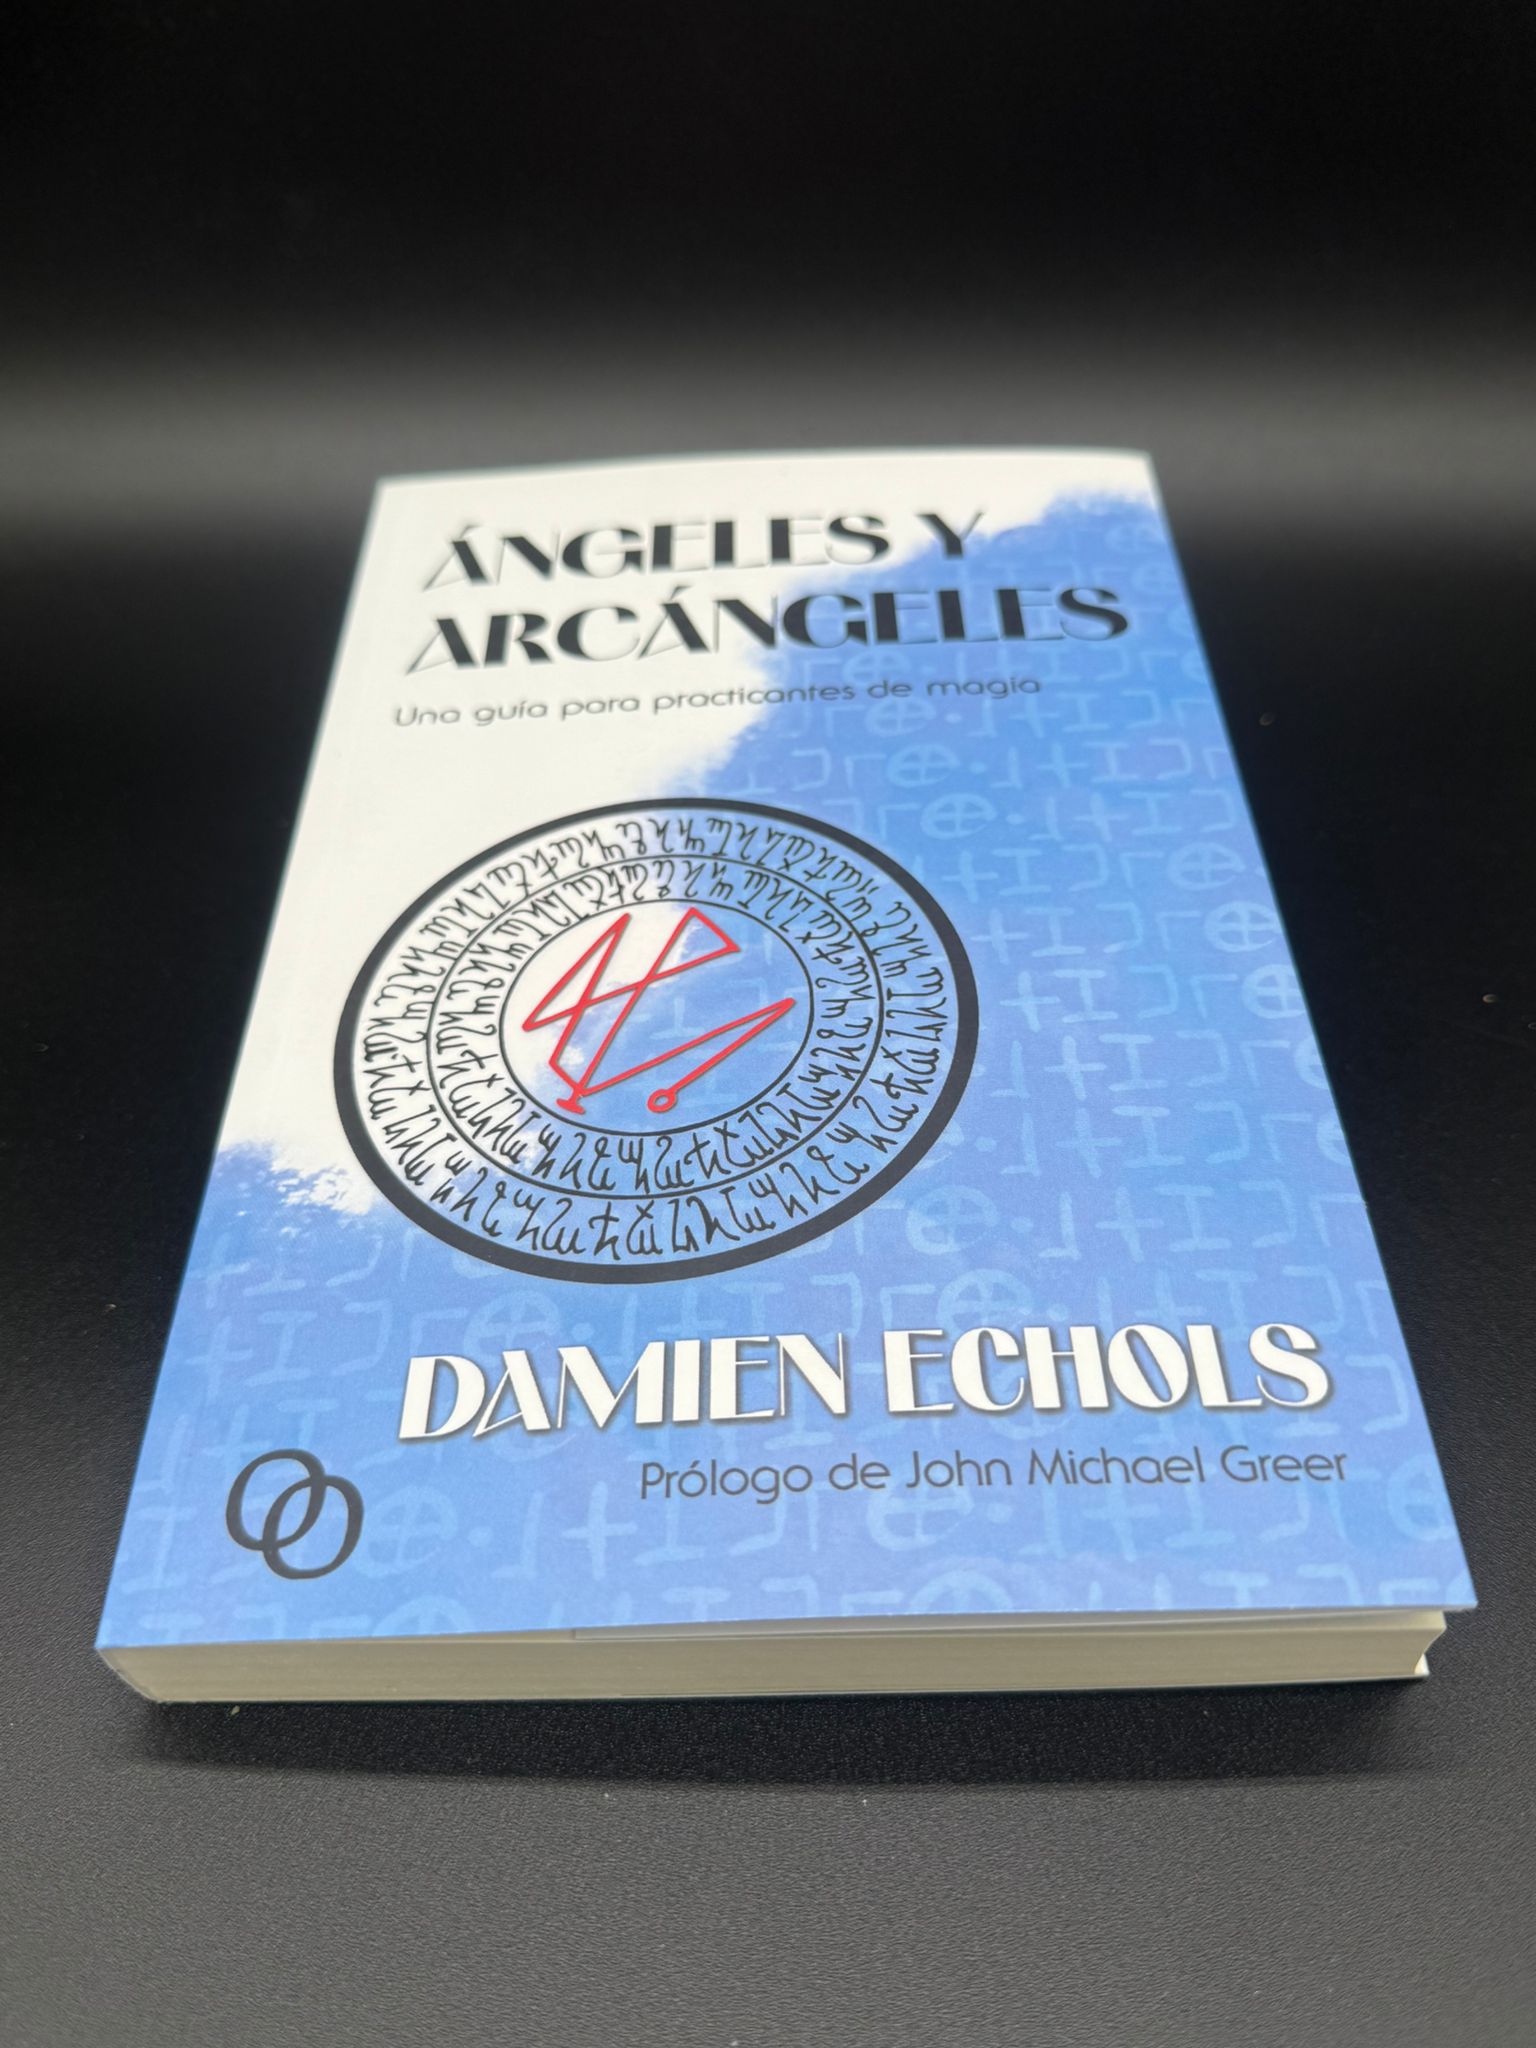 ÁNGELES Y
ARCÁNGELES
Una guía para practicantes de magia
DAMIEN ECHOLS
Prólogo de John Michael Greer